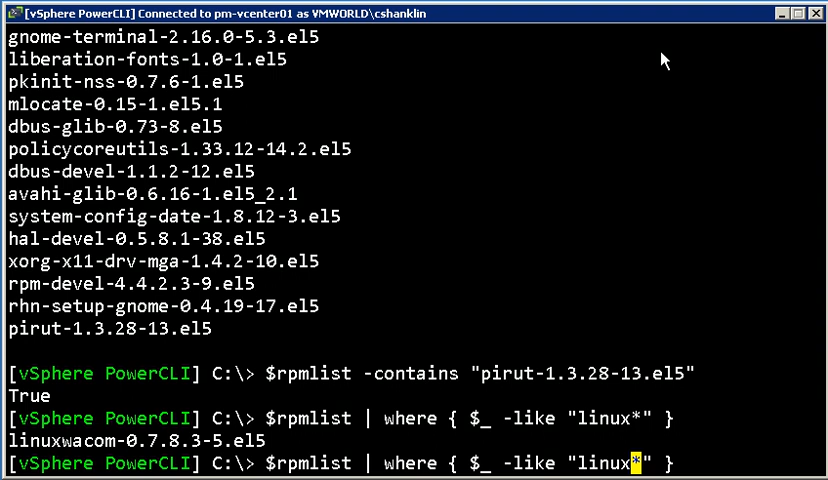 [vSphere PowerCLI] Connected to pm-vcenter01 as VMWORLD\cshanklin
gnome-terminal-2.16.0-5.3.el5
liberation-fonts-1.0-1.el5
pkinit-nss-0.7.6-1.el5
mlocate-0.15-1.el5.1
dbus-glib-0.73-8.el5
policycoreutils-1.33.12-14.2.el5
dbus-devel-1.1.2-12.el5
avahi-glib-0.6.16-1.el5_2.1
system-config-date-1.8.12-3.el5
hal-devel-0.5.8.1-38.el5
xorg-x11-drv-mga-1.4.2-10.el5
rpm-devel-4.4.2.3-9.el5
rhn-setup-gnome-0.4.19-17.el5
pirut-1.3.28-13.el5
[vSphere PowerCLI] C:\> $rpmlist -contains "pirut-1.3.28-13.el5"
True
[vSphere PowerCLI] C:\> $rpmlist | where { $_ -like "linux*" }
linuxwacom-0.7.8.3-5.el5
[vSphere PowerCLI] C:\> $rpmlist | where { $_ -like "linux*" }